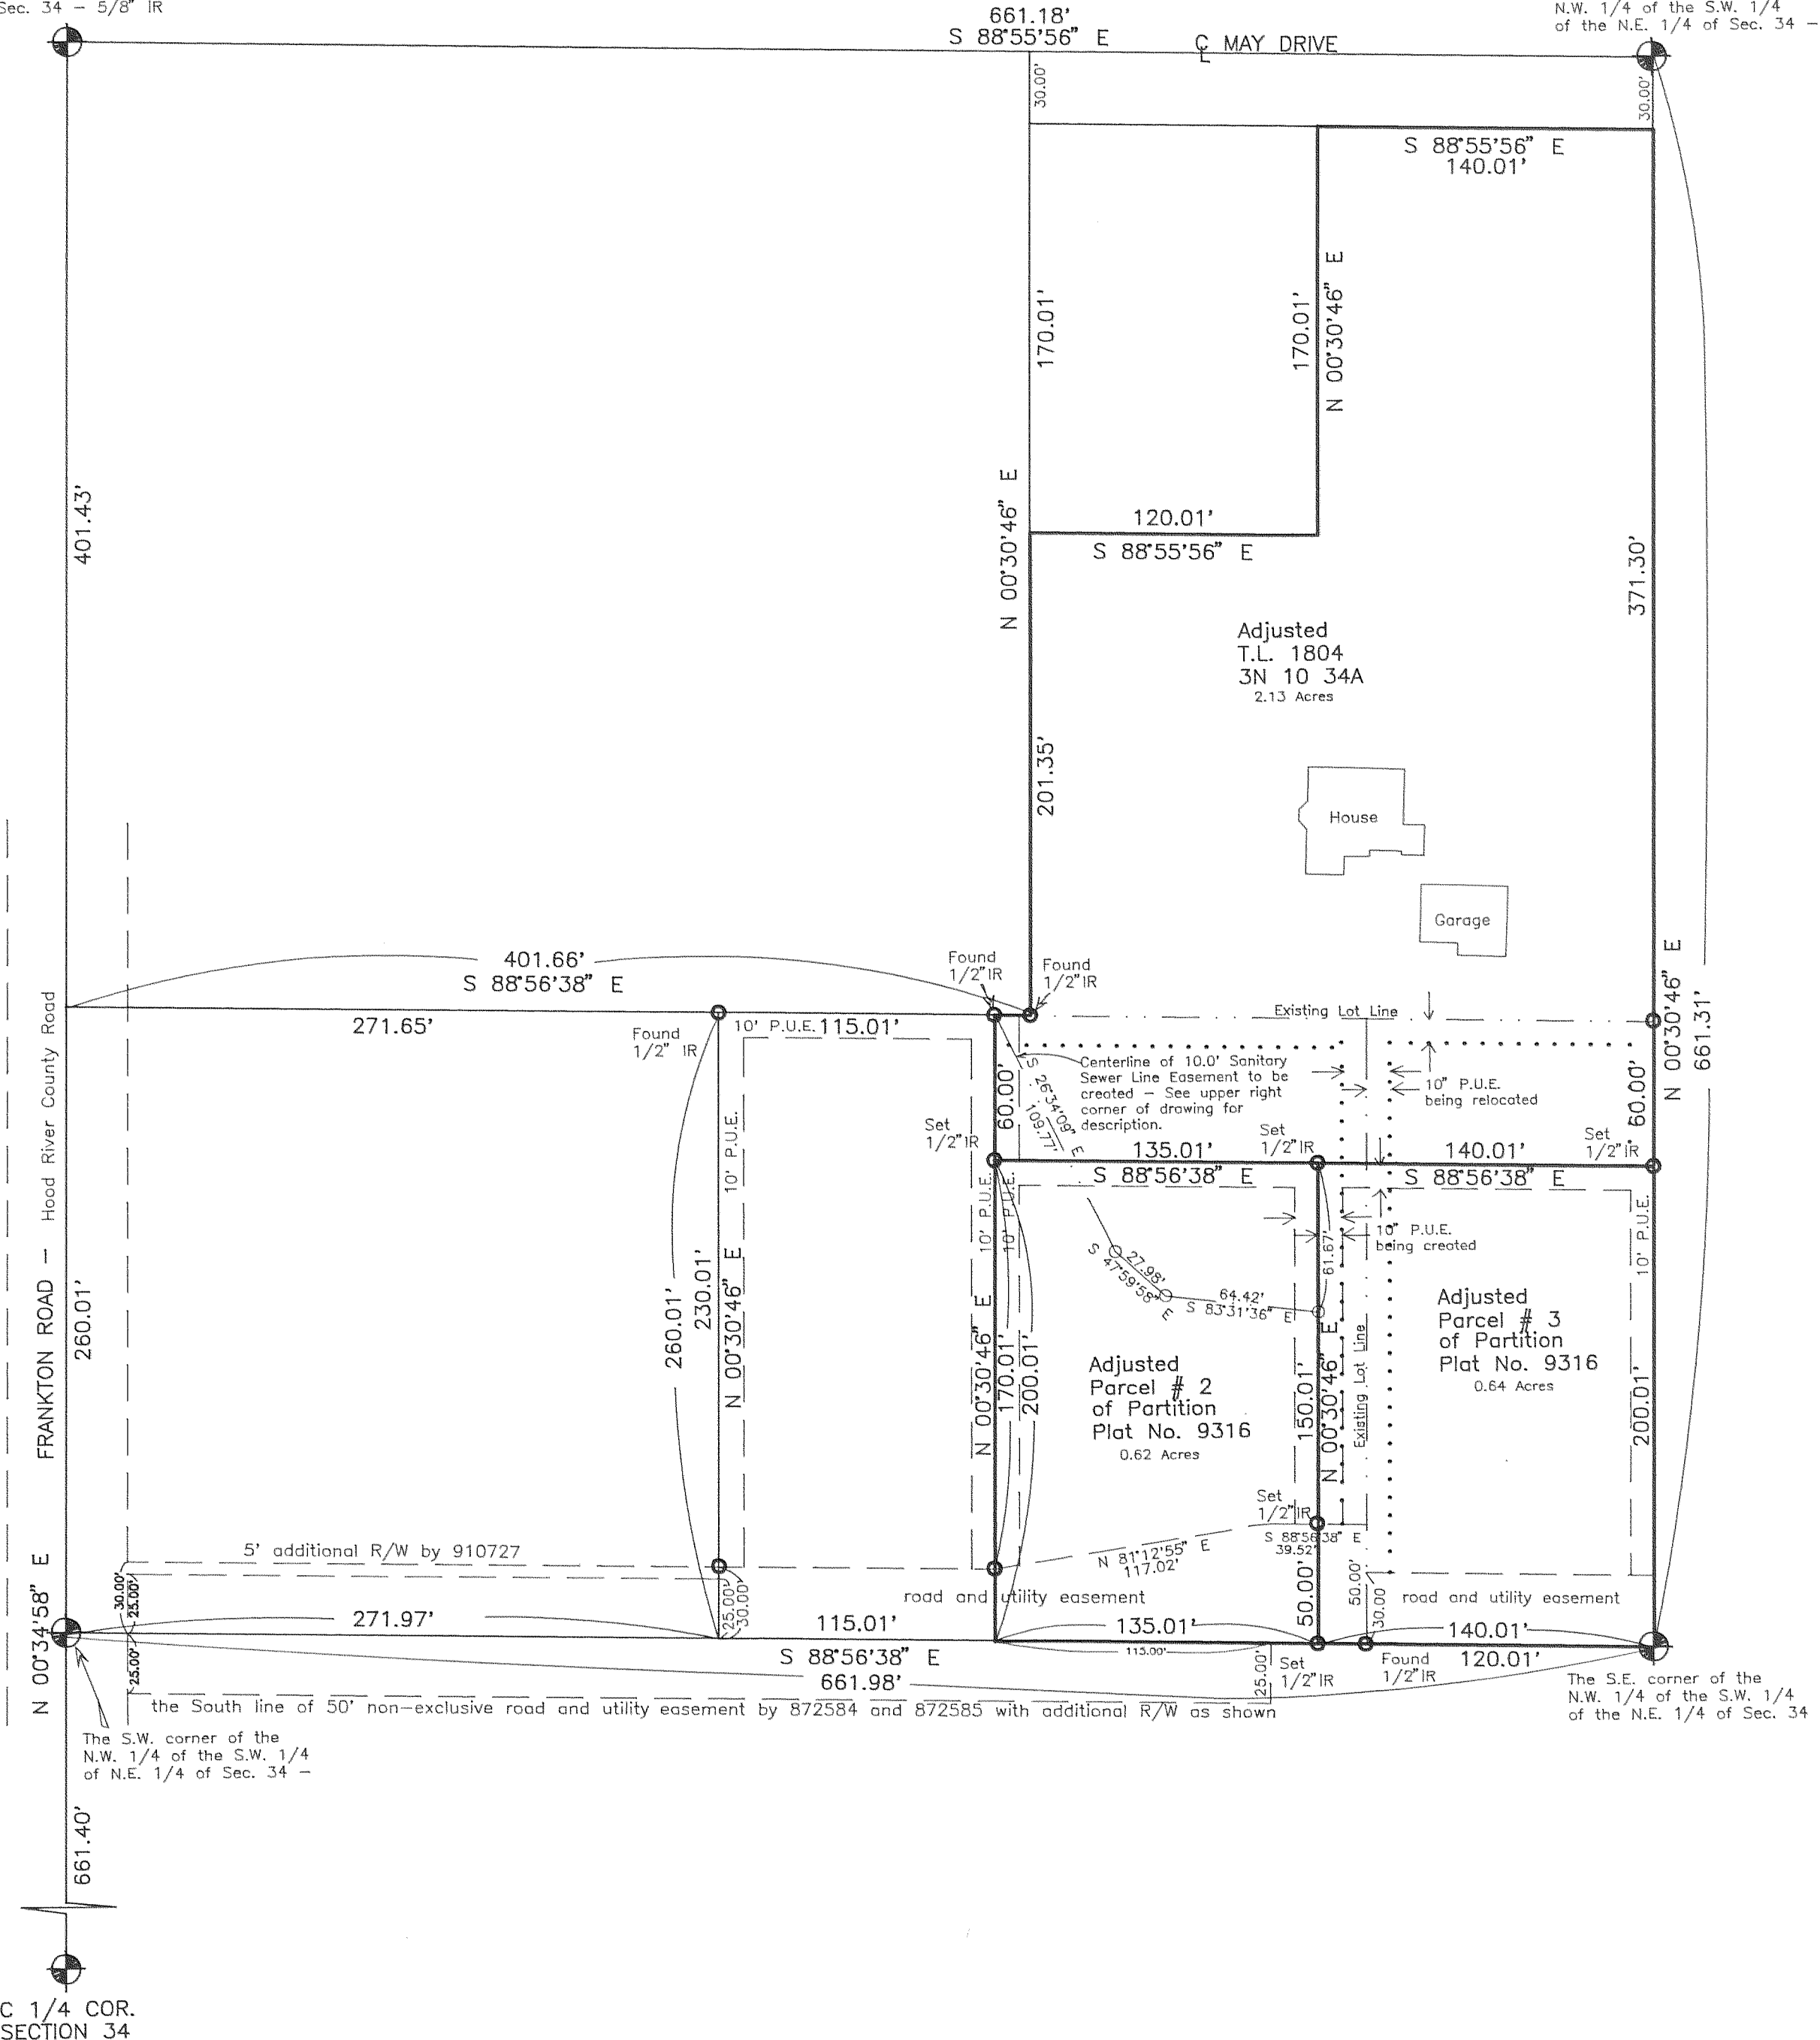 Sec. 34 – 5/8" IR
661.18'
S 88°55'56" E
℄ MAY DRIVE
N.W. 1/4 of the S.W. 1/4
of the N.E. 1/4 of Sec. 34 –
30.00'
30.00'
S 88°55'56" E
140.01'
170.01'
170.01'
N 00°30'46" E
401.43'
N 00°30'46" E
120.01'
S 88°55'56" E
371.30'
Adjusted
T.L. 1804
3N 10 34A
2.13 Acres
201.35'
House
Garage
401.66'
S 88°56'38" E
Found
1/2" IR
Found
1/2" IR
N 00°30'46" E
661.31'
271.65'
Found
1/2" IR
10' P.U.E.
115.01'
Existing Lot Line
Centerline of 10.0' Sanitary
Sewer Line Easement to be
created – See upper right
corner of drawing for
description.
S 26°34'09" E
109.77'
10" P.U.E.
being relocated
60.00'
60.00'
Set
1/2" IR
135.01'
S 88°56'38" E
Set
1/2" IR
140.01'
S 88°56'38" E
Set
1/2" IR
10' P.U.E.
10' P.U.E.
10' P.U.E.
10' P.U.E.
10" P.U.E.
being created
61.67'
27.98'
S 47°59'58" E
64.42'
S 83°31'36" E
FRANKTON ROAD – Hood River County Road
260.01'
260.01'
230.01'
N 00°30'46" E
N 00°30'46" E
170.01'
200.01'
Adjusted
Parcel # 2
of Partition
Plat No. 9316
0.62 Acres
150.01'
N 00°30'46" E
Existing Lot Line
Adjusted
Parcel # 3
of Partition
Plat No. 9316
0.64 Acres
200.01'
Set
1/2" IR
S 88°56'38" E
39.52'
N 81°12'55" E
117.02'
5' additional R/W by 910727
N 00°34'58" E
30.00'
25.00'
25.00'
271.97'
25.00'
30.00'
115.01'
road and utility easement
135.01'
115.00'
50.00'
50.00'
30.00'
road and utility easement
140.01'
120.01'
S 88°56'38" E
661.98'
25.00'
Set
1/2" IR
Found
1/2" IR
The S.E. corner of the
N.W. 1/4 of the S.W. 1/4
of the N.E. 1/4 of Sec. 34
the South line of 50' non-exclusive road and utility easement by 872584 and 872585 with additional R/W as shown
The S.W. corner of the
N.W. 1/4 of the S.W. 1/4
of N.E. 1/4 of Sec. 34 –
661.40'
C 1/4 COR.
SECTION 34